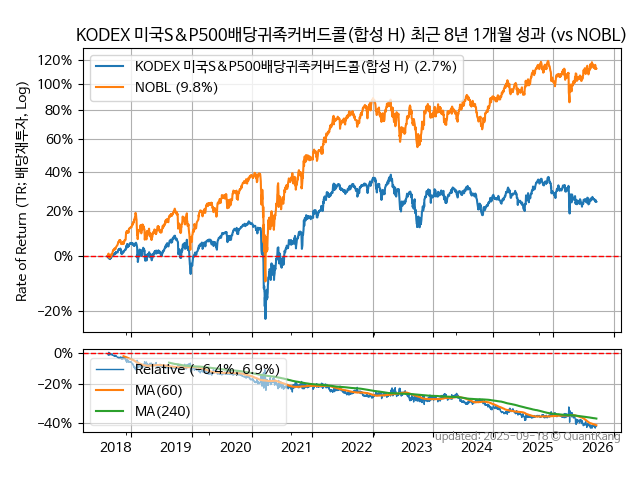 KODEX 미국S&P500배당귀족커버드콜(합성 H) 최근 8년 1개월 성과 (vs NOBL)
Rate of Return (TR: 배당재투자, Log)
120%
100%
80%
60%
40%
20%
0%
−20%
KODEX 미국S&P500배당귀족커버드콜(합성 H) (2.7%)
NOBL (9.8%)
0%
−20%
−40%
Relative (−6.4%, 6.9%)
MA(60)
MA(240)
2018 2019 2020 2021 2022 2023 2024 2025 2026
updated: 2025-09-18 © QuantKang